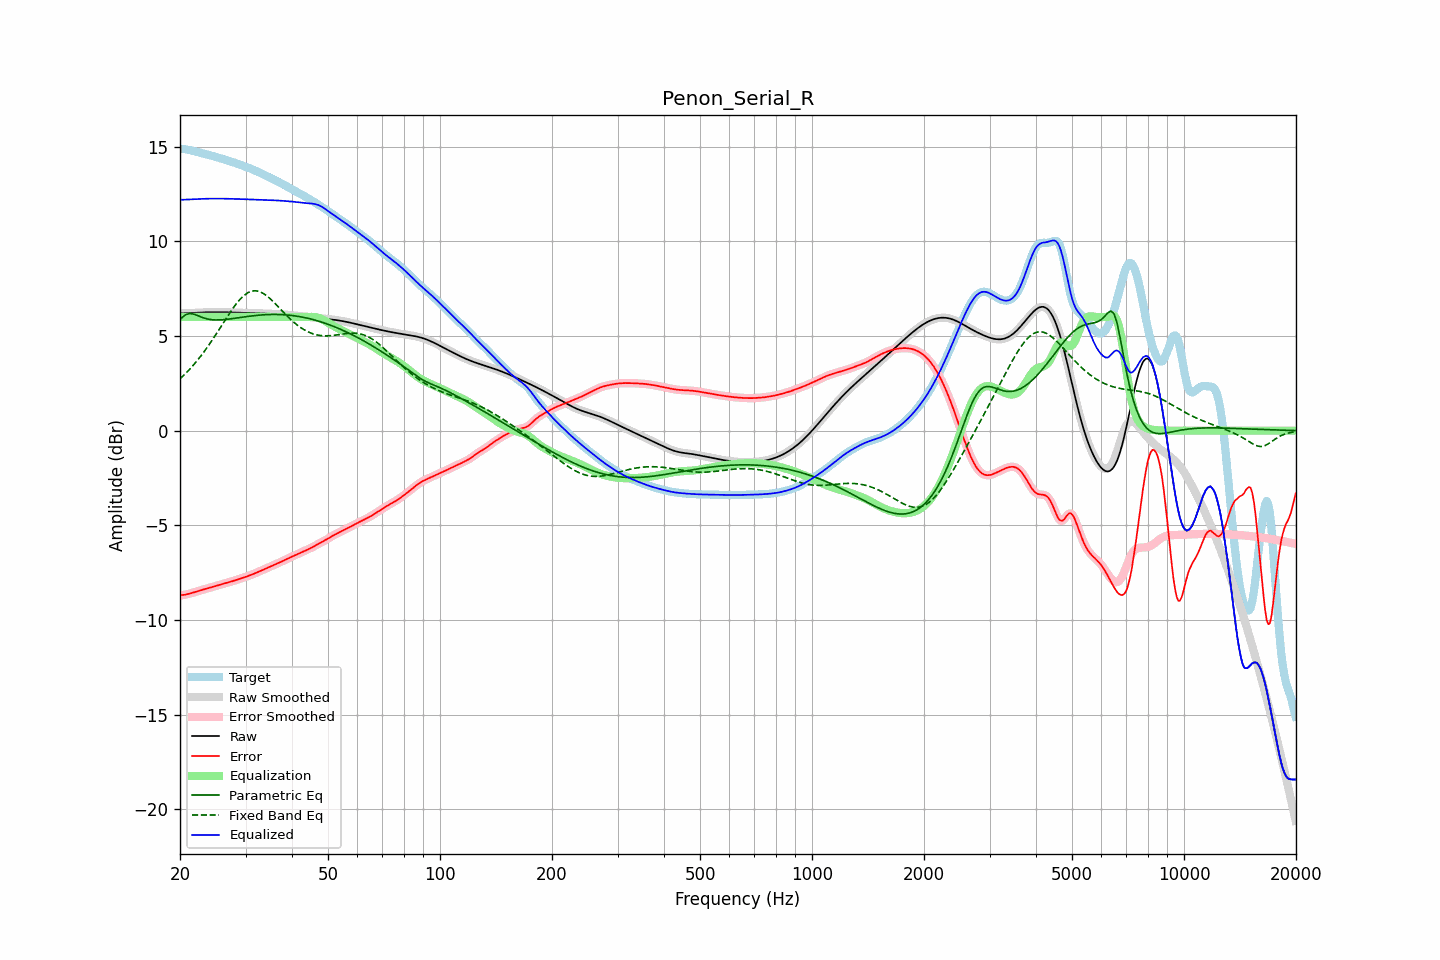 Penon_Serial_R
Amplitude (dBr)
15
10
5
0
−5
−10
−15
−20
Target
Raw Smoothed
Error Smoothed
Raw
Error
Equalization
Parametric Eq
Fixed Band Eq
Equalized
20
50
100
200
500
1000
2000
5000
10000
20000
Frequency (Hz)